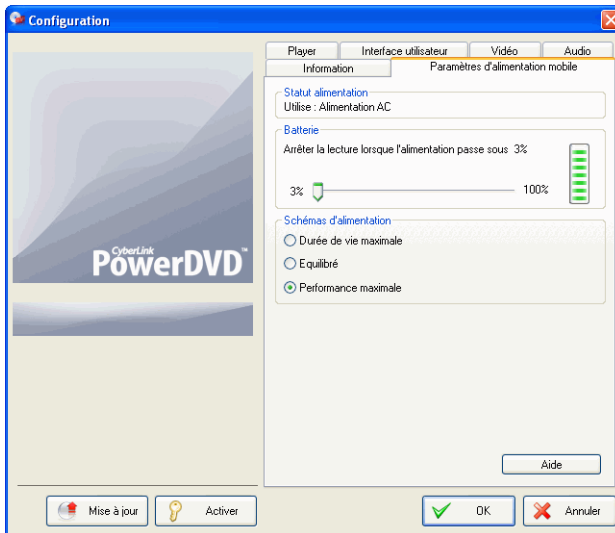 Configuration
Player Interface utilisateur Vidéo Audio
Information Paramètres d'alimentation mobile
Statut alimentation
Utilise : Alimentation AC
Batterie
Arrêter la lecture lorsque l'alimentation passe sous 3%
3% 100%
Schémas d'alimentation
Durée de vie maximale
Equilibré
Performance maximale
CyberLink
PowerDVD™
Aide
Mise à jour Activer OK Annuler